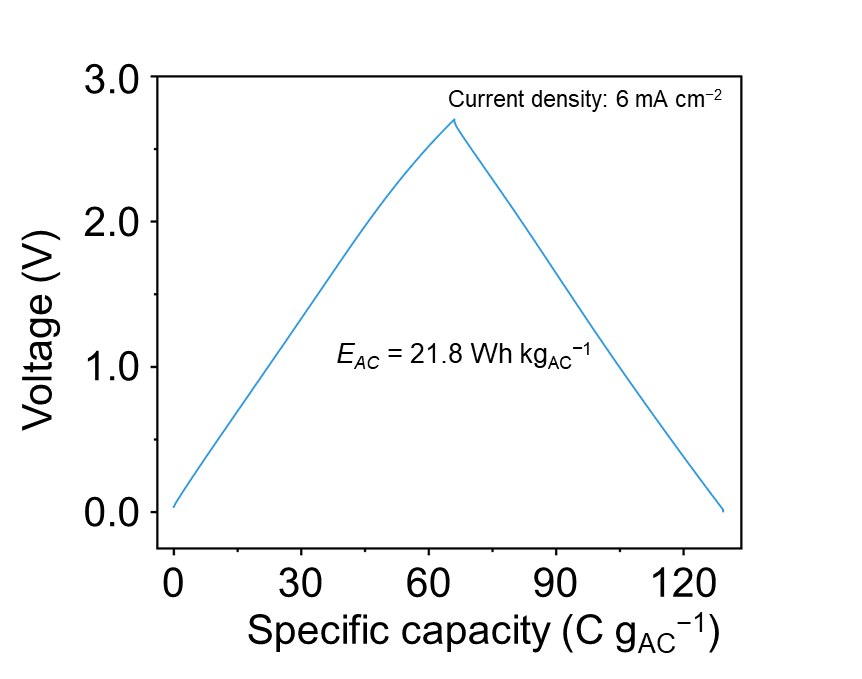 3.0
Current density: 6 mA cm⁻²
2.0
Voltage (V)
E_AC = 21.8 Wh kg_AC⁻¹
1.0
0.0
0 30 60 90 120
Specific capacity (C g_AC⁻¹)